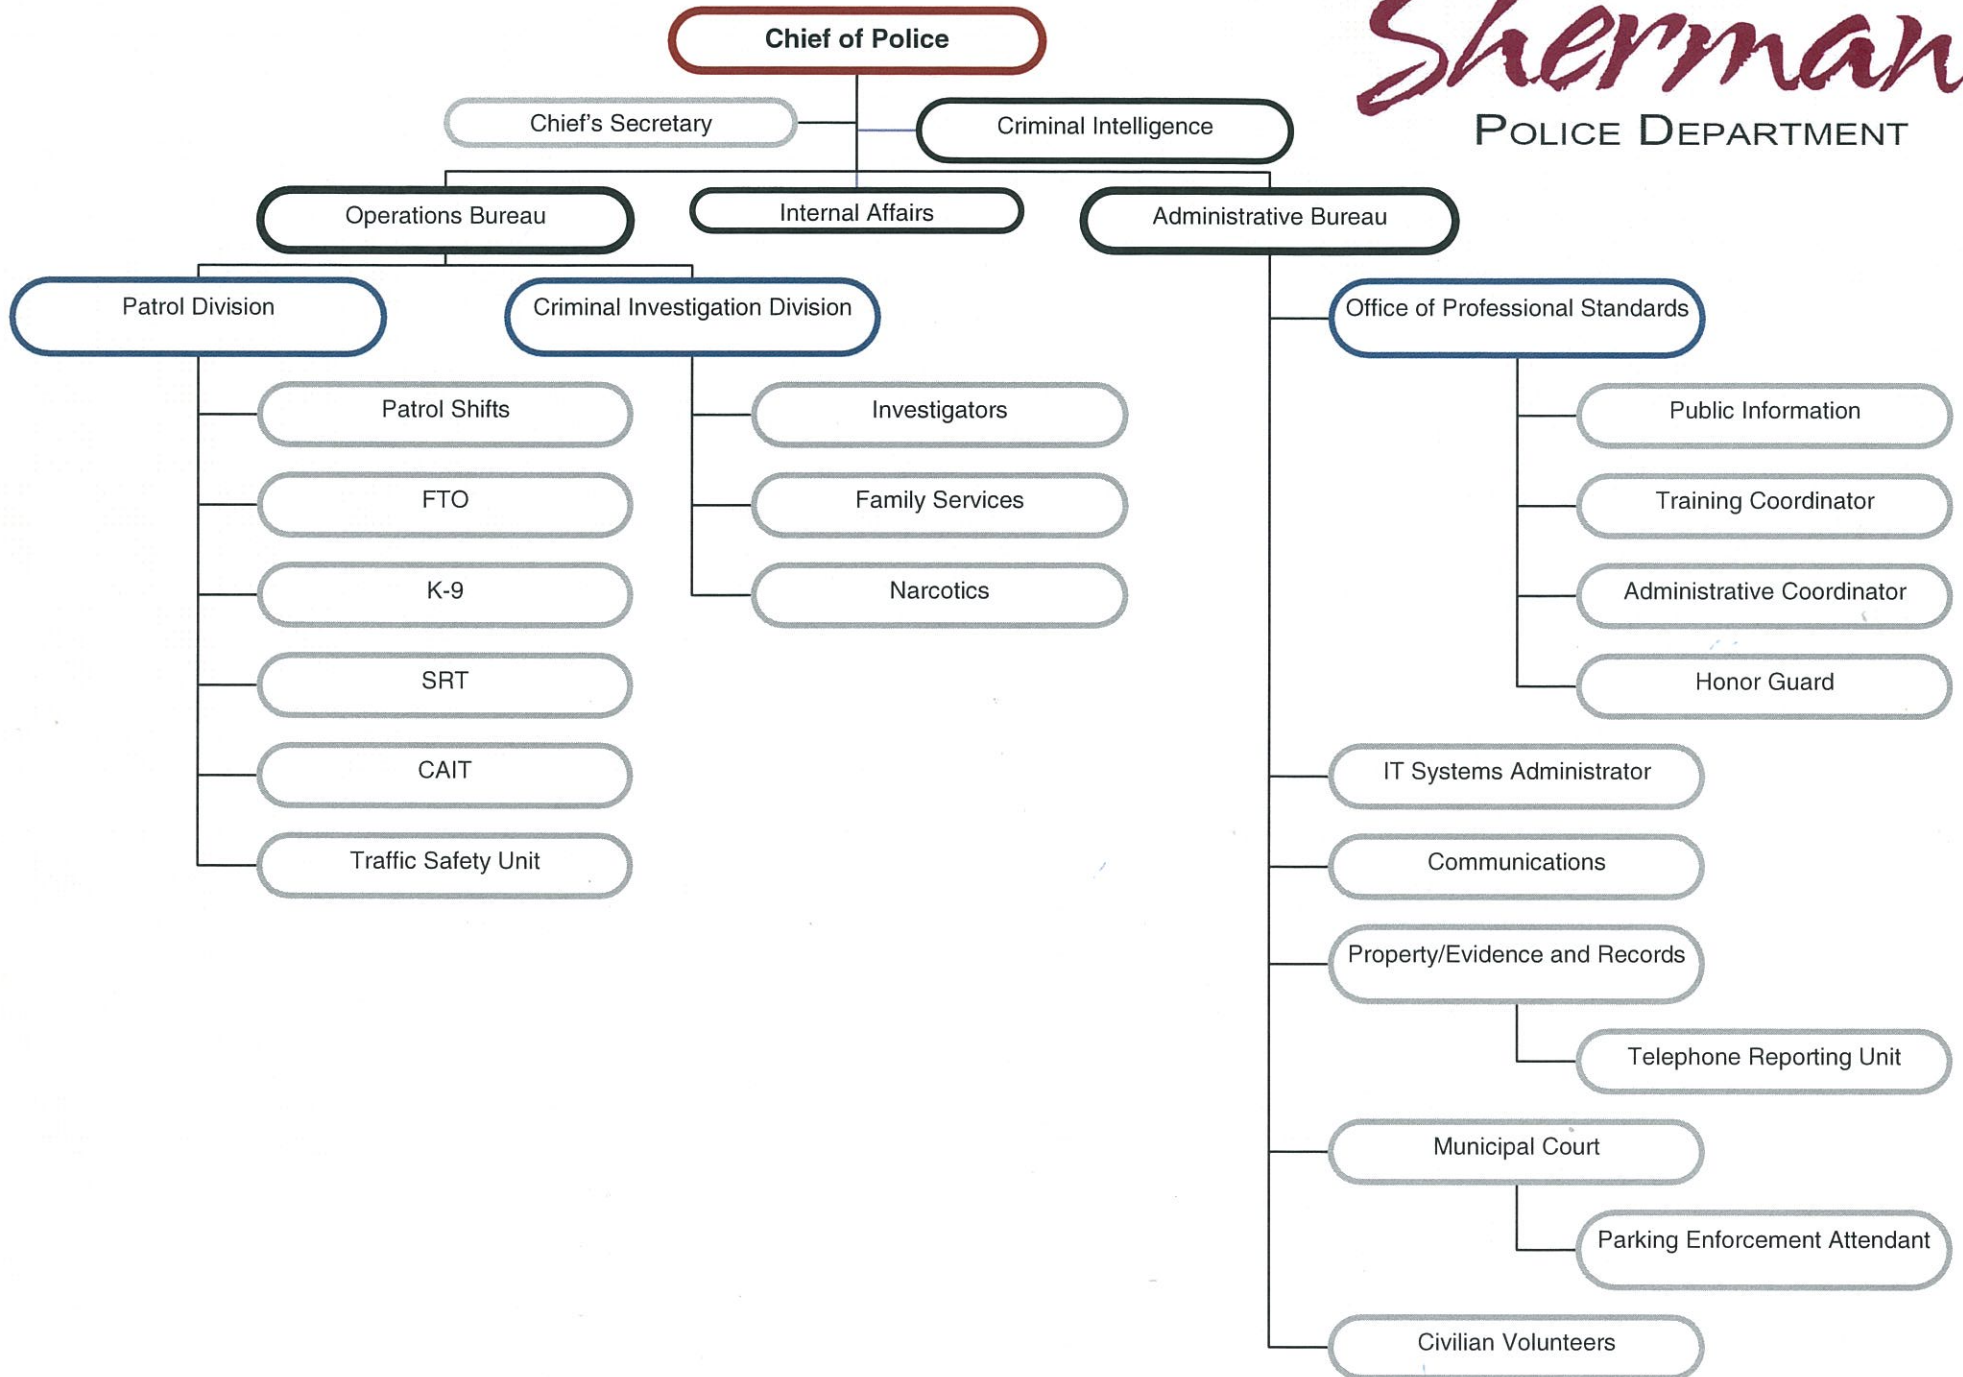 Sherman
POLICE DEPARTMENT
Chief of Police
Chief's Secretary
Criminal Intelligence
Operations Bureau
Internal Affairs
Administrative Bureau
Patrol Division
Criminal Investigation Division
Office of Professional Standards
Patrol Shifts
Investigators
Public Information
FTO
Family Services
Training Coordinator
K-9
Narcotics
Administrative Coordinator
SRT
Honor Guard
CAIT
IT Systems Administrator
Traffic Safety Unit
Communications
Property/Evidence and Records
Telephone Reporting Unit
Municipal Court
Parking Enforcement Attendant
Civilian Volunteers